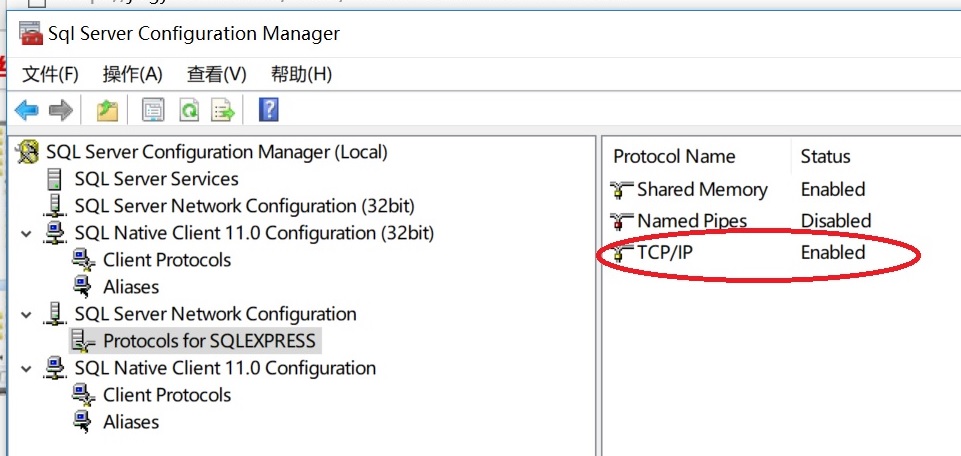 Sql Server Configuration Manager
文件(F) 操作(A) 查看(V) 帮助(H)
SQL Server Configuration Manager (Local)
SQL Server Services
SQL Server Network Configuration (32bit)
SQL Native Client 11.0 Configuration (32bit)
Client Protocols
Aliases
SQL Server Network Configuration
Protocols for SQLEXPRESS
SQL Native Client 11.0 Configuration
Client Protocols
Aliases
Protocol Name Status
Shared Memory Enabled
Named Pipes Disabled
TCP/IP Enabled